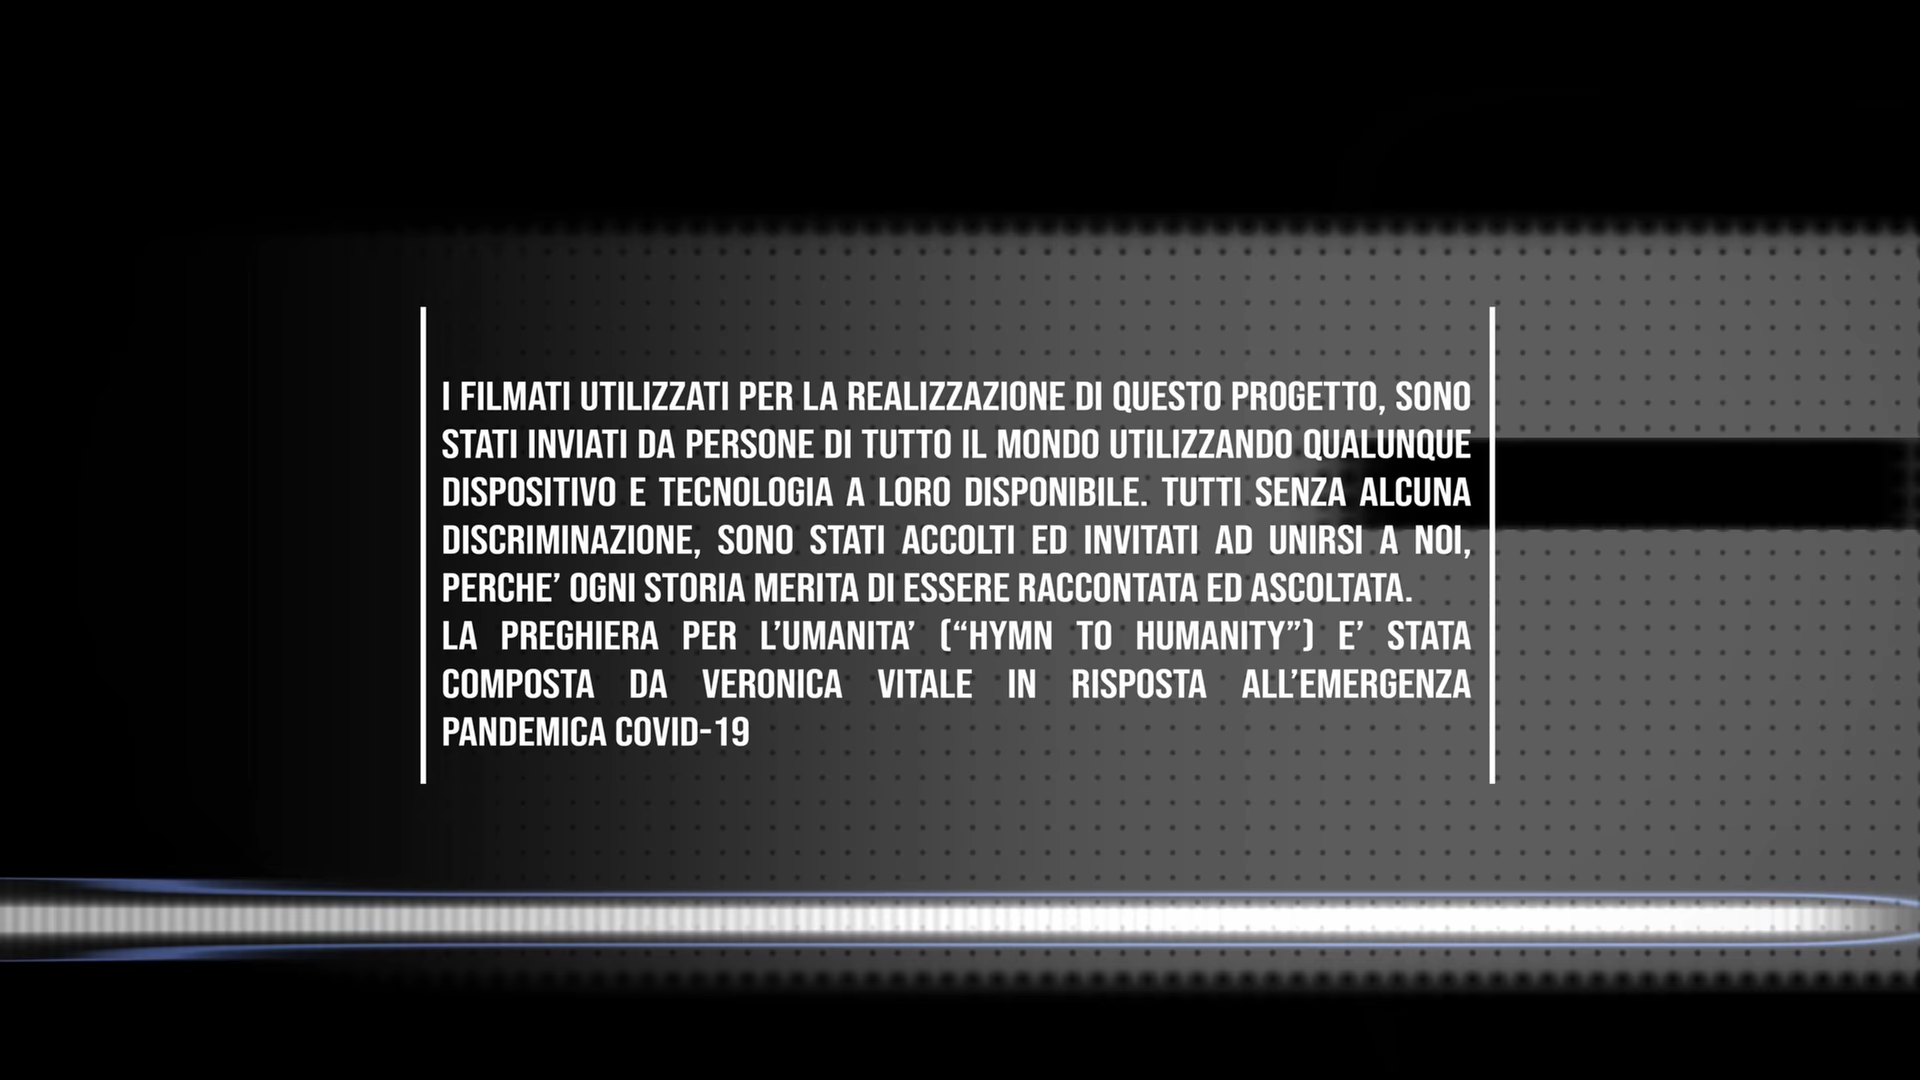 I FILMATI UTILIZZATI PER LA REALIZZAZIONE DI QUESTO PROGETTO, SONO
STATI INVIATI DA PERSONE DI TUTTO IL MONDO UTILIZZANDO QUALUNQUE
DISPOSITIVO E TECNOLOGIA A LORO DISPONIBILE. TUTTI SENZA ALCUNA
DISCRIMINAZIONE, SONO STATI ACCOLTI ED INVITATI AD UNIRSI A NOI,
PERCHE’ OGNI STORIA MERITA DI ESSERE RACCONTATA ED ASCOLTATA.
LA PREGHIERA PER L’UMANITA’ (“HYMN TO HUMANITY”) E’ STATA
COMPOSTA DA VERONICA VITALE IN RISPOSTA ALL’EMERGENZA
PANDEMICA COVID-19